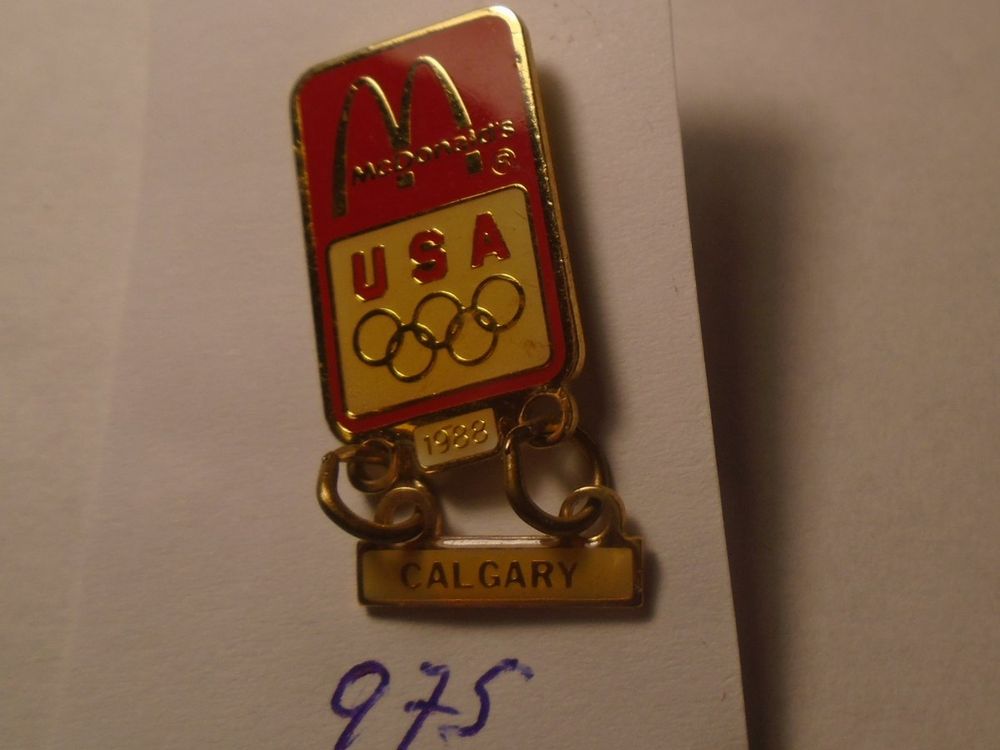 McDonald's ®
USA
1988
CALGARY
975